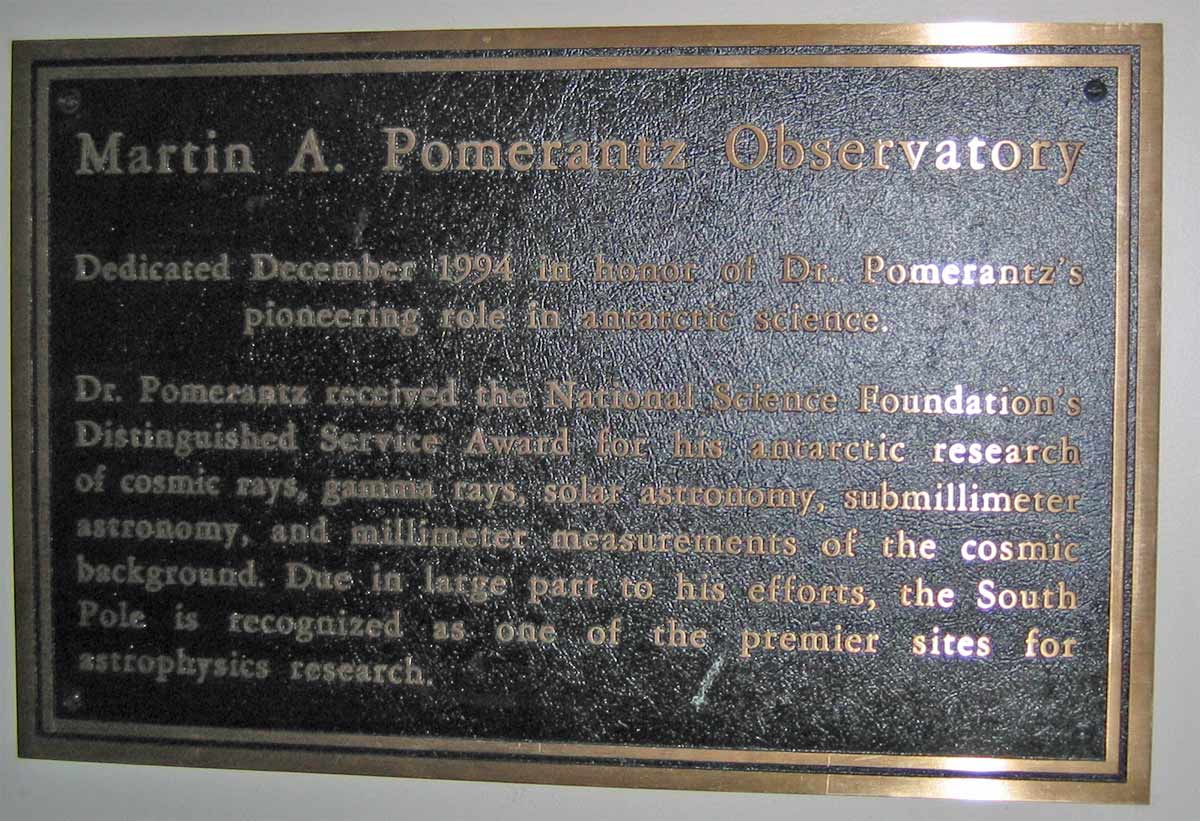 Martin A. Pomerantz Observatory
Dedicated December 1994 in honor of Dr. Pomerantz's
pioneering role in antarctic science.
Dr. Pomerantz received the National Science Foundation's
Distinguished Service Award for his antarctic research
of cosmic rays, gamma rays, solar astronomy, submillimeter
astronomy, and millimeter measurements of the cosmic
background. Due in large part to his efforts, the South
Pole is recognized as one of the premier sites for
astrophysics research.